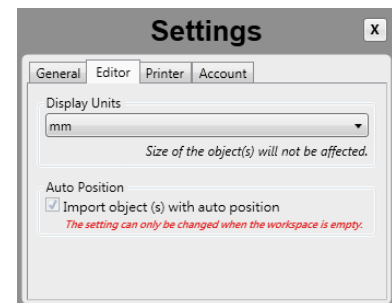 Settings
X
General Editor Printer Account
Display Units
mm
Size of the object(s) will not be affected.
Auto Position
Import object (s) with auto position
The setting can only be changed when the workspace is empty.